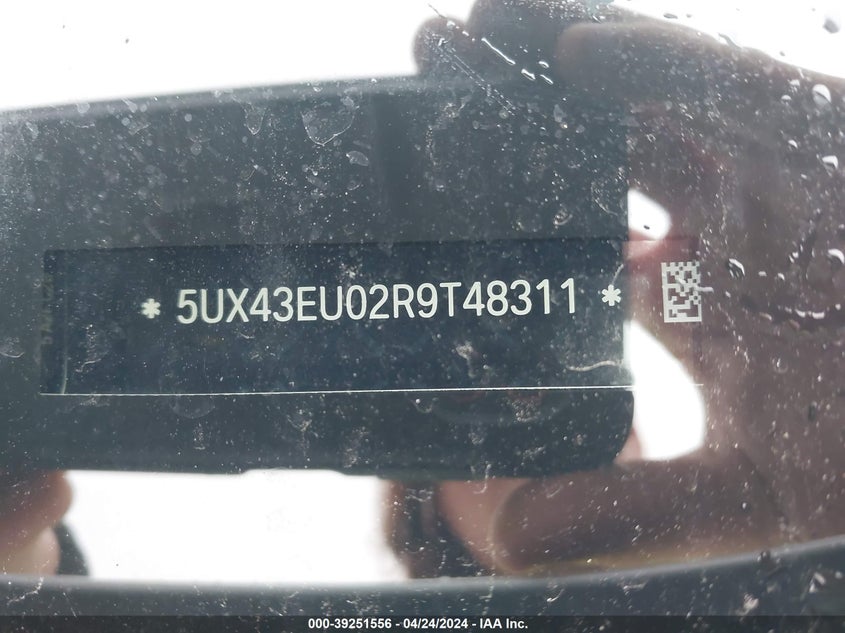 * 5UX43EU02R9T48311 *
000-39251556 - 04/24/2024 - IAA Inc.